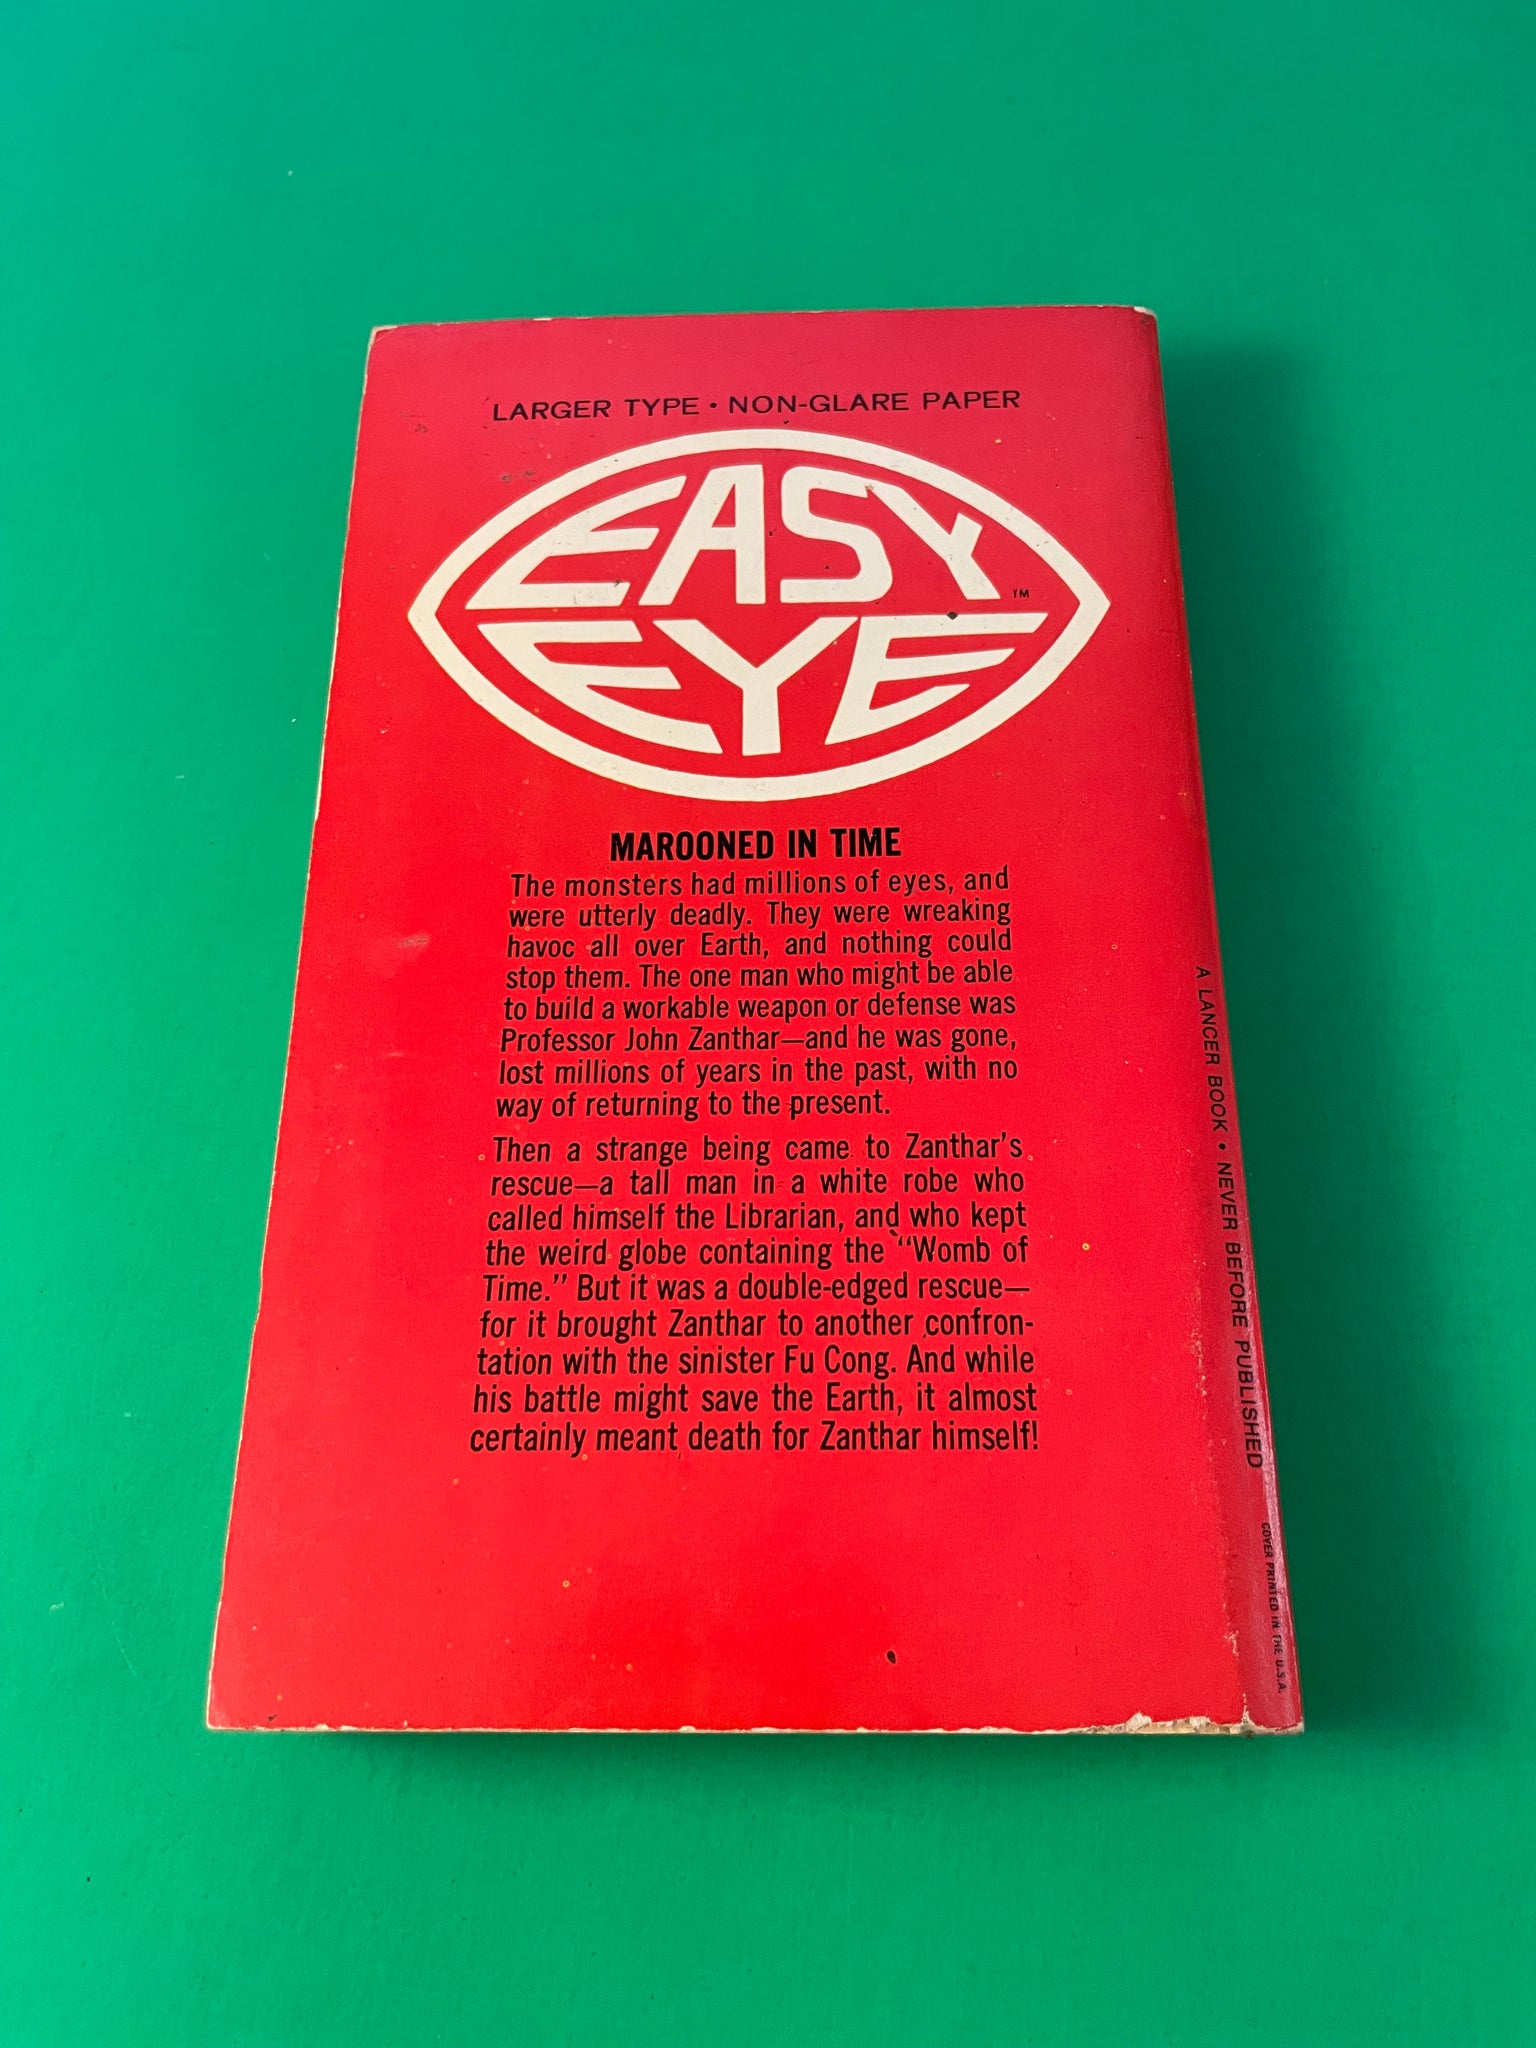 LARGER TYPE • NON-GLARE PAPER
EASY
EYE
TM
MAROONED IN TIME
The monsters had millions of eyes, and
were utterly deadly. They were wreaking
havoc all over Earth, and nothing could
stop them. The one man who might be able
to build a workable weapon or defense was
Professor John Zanthar—and he was gone,
lost millions of years in the past, with no
way of returning to the present.
Then a strange being came to Zanthar's
rescue—a tall man in a white robe who
called himself the Librarian, and who kept
the weird globe containing the "Womb of
Time." But it was a double-edged rescue—
for it brought Zanthar to another confron-
tation with the sinister Fu Cong. And while
his battle might save the Earth, it almost
certainly meant death for Zanthar himself!
A LANCER BOOK • NEVER BEFORE PUBLISHED
COVER PRINTED IN THE U.S.A.